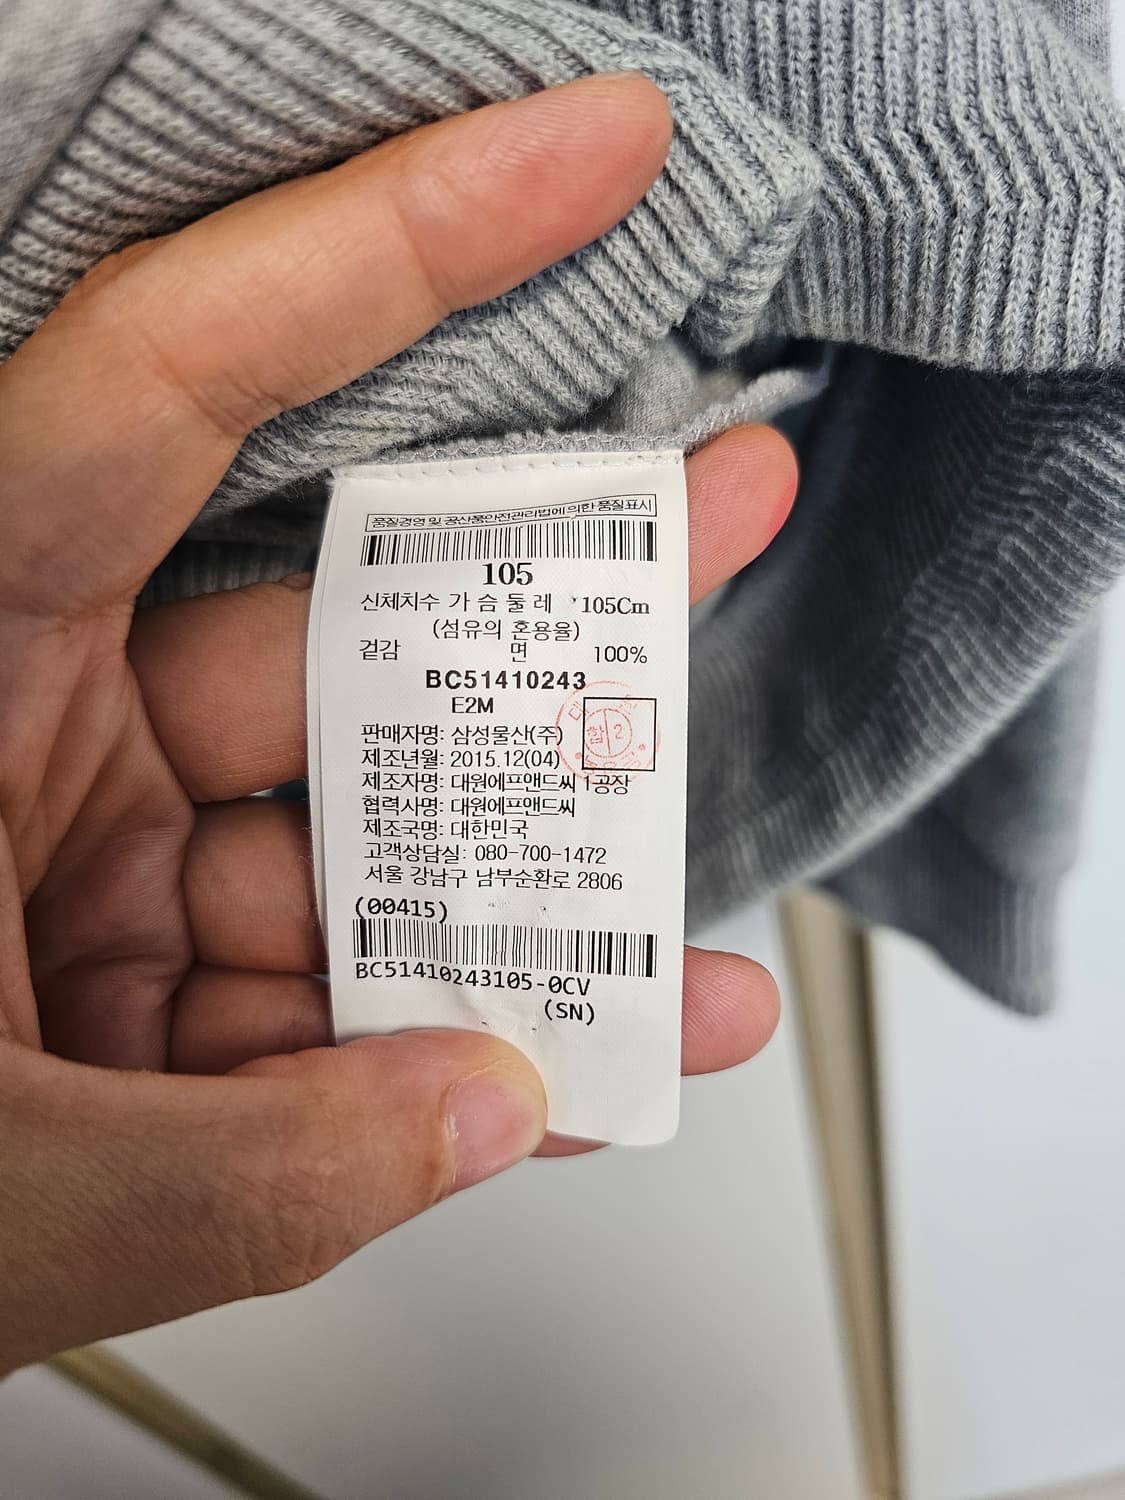 품질경영 및 공산품안전관리법에 의한 품질표시
105
신체치수 가 슴 둘 레 105Cm
(섬유의 혼용율)
겉감 면 100%
BC51410243
E2M
합 2
판매자명: 삼성물산(주)
제조년월: 2015.12(04)
제조자명: 대원에프앤드씨 1공장
협력사명: 대원에프앤드씨
제조국명: 대한민국
고객상담실: 080-700-1472
서울 강남구 남부순환로 2806
(00415)
BC51410243105-0CV
(SN)